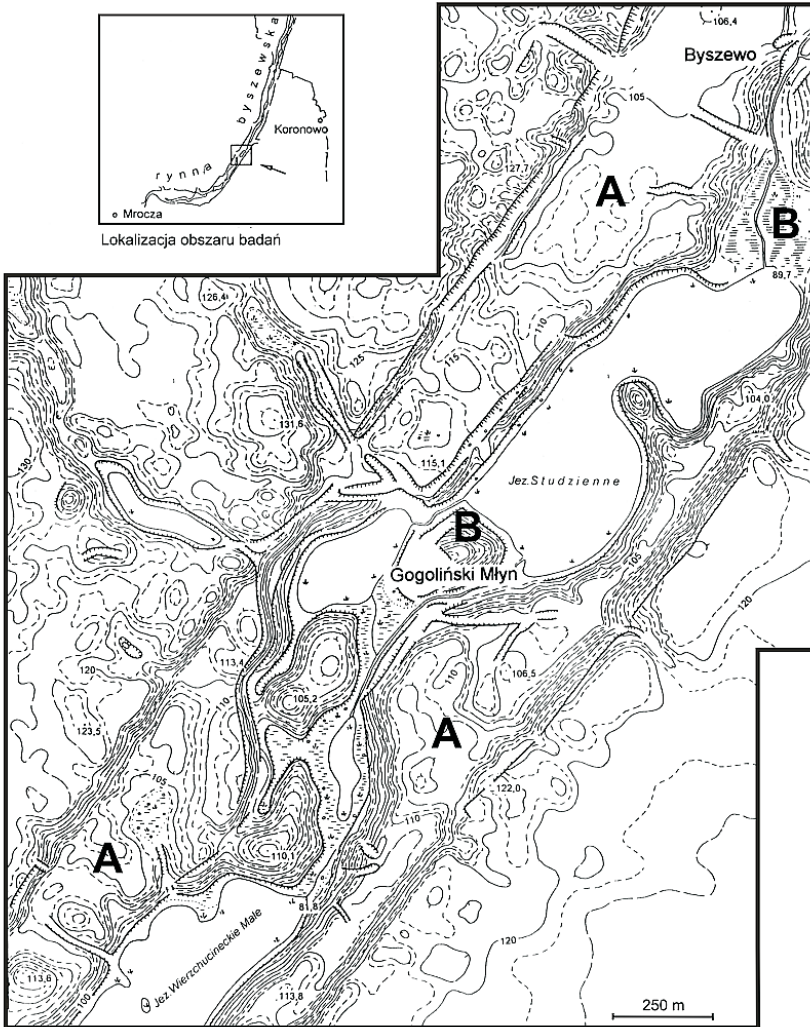 106,4
Byszewo
rynna byszewska
Koronowo
Mrocza
Lokalizacja obszaru badań
105
127,7
A
B
89,7
126,4
125
115
110
131,6
104,0
130
115,1
Jez. Studzienne
B
Gogoliński Młyn
105
120
113,4
120
110
106,5
105,2
110
123,5
A
105
122,0
110
A
110,1
81,8
120
Jez. Wierzchucineckie Małe
113,6
100
113,8
250 m